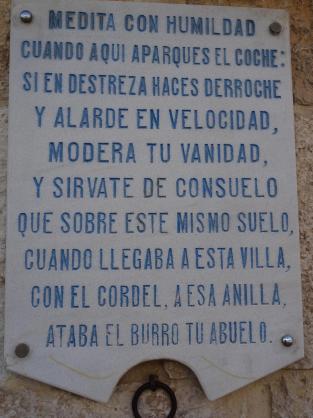 MEDITA CON HUMILDAD
CUANDO AQUI APARQUES EL COCHE:
SI EN DESTREZA HACES DERROCHE
Y ALARDE EN VELOCIDAD,
MODERA TU VANIDAD,
Y SIRVATE DE CONSUELO
QUE SOBRE ESTE MISMO SUELO,
CUANDO LLEGABA A ESTA VILLA,
CON EL CORDEL, A ESA ANILLA,
ATABA EL BURRO TU ABUELO.